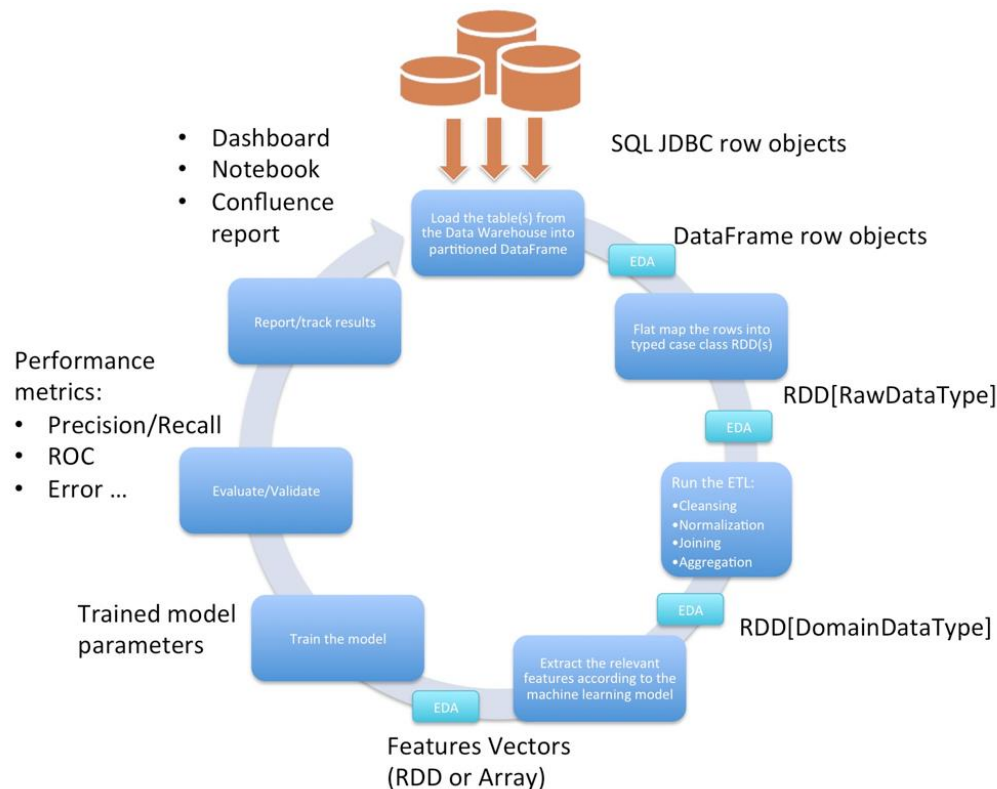 SQL JDBC row objects
• Dashboard
• Notebook
• Confluence
report
Load the table(s) from
the Data Warehouse into
partitioned DataFrame
DataFrame row objects
EDA
Flat map the rows into
typed case class RDD(s)
RDD[RawDataType]
EDA
Run the ETL:
•Cleansing
•Normalization
•Joining
•Aggregation
EDA
RDD[DomainDataType]
Extract the relevant
features according to the
machine learning model
EDA
Features Vectors
(RDD or Array)
Train the model
Trained model
parameters
Evaluate/Validate
Performance
metrics:
• Precision/Recall
• ROC
• Error ...
Report/track results